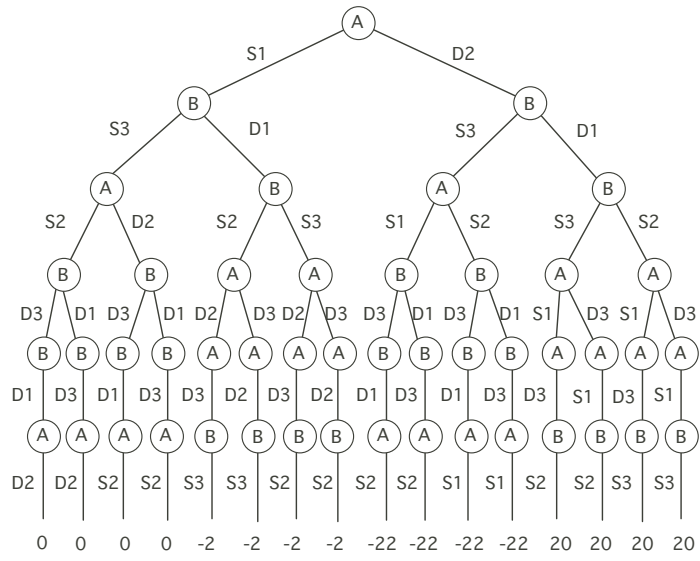 A
S1 D2
B B
S3 D1 S3 D1
A B A B
S2 D2 S2 S3 S1 S2 S3 S2
B B A A B B A A
D3 D1 D3 D1 D2 D3 D2 D3 D3 D1 D3 D1 S1 D3 S1 D3
B B B B A A A A B B B B A A A A
D1 D3 D1 D3 D3 D2 D3 D2 D1 D3 D1 D3 D3 S1 D3 S1
A A A A B B B B A A A A B B B B
D2 D2 S2 S2 S3 S3 S2 S2 S2 S2 S1 S1 S2 S2 S3 S3
0 0 0 0 -2 -2 -2 -2 -22 -22 -22 -22 20 20 20 20